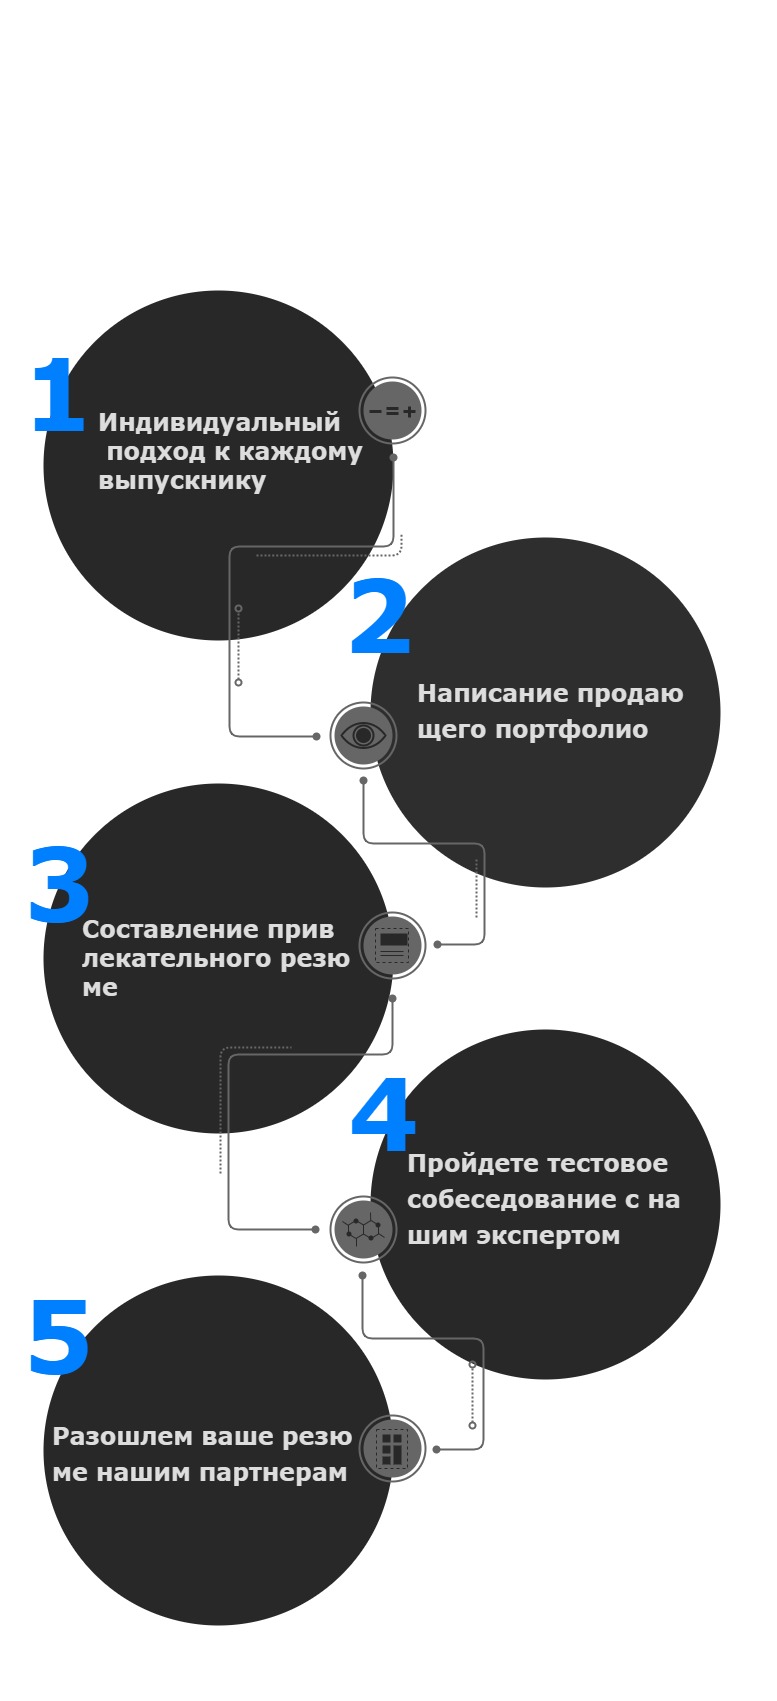 1
Индивидуальный
подход к каждому
выпускнику
2
Написание продаю
щего портфолио
3
Составление прив
лекательного резю
ме
4
Пройдете тестовое
собеседование с на
шим экспертом
5
Разошлем ваше резю
ме нашим партнерам